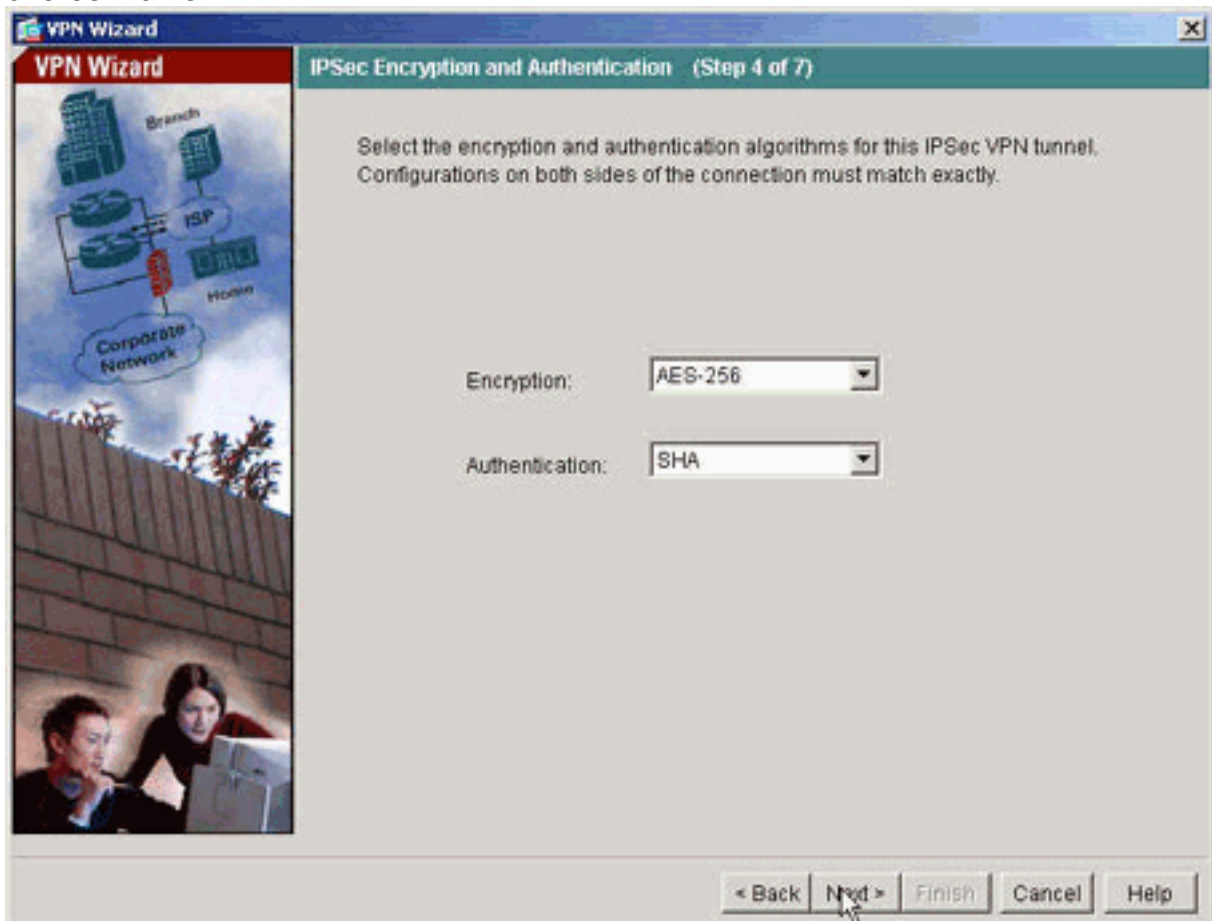 VPN Wizard
VPN Wizard
IPSec Encryption and Authentication (Step 4 of 7)
Branch
ISP
Home
Corporate
Network
Select the encryption and authentication algorithms for this IPSec VPN tunnel.
Configurations on both sides of the connection must match exactly.
Encryption: AES-256
Authentication: SHA
< Back Next > Finish Cancel Help